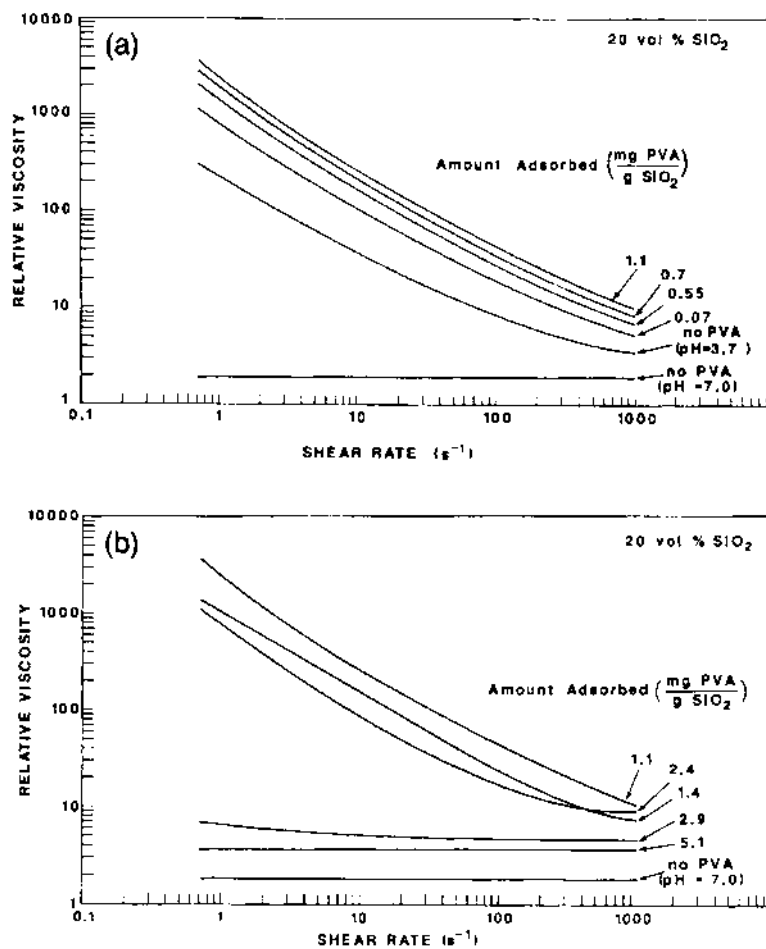 (a)
20 vol % SIO2
10000
1000
100
10
1
RELATIVE VISCOSITY
Amount Adsorbed (mg PVA / g SIO2)
1.1
0.7
0.55
0.07
no PVA
(pH=3.7)
no PVA
(pH =7.0)
0.1 1 10 100 1000
SHEAR RATE (s-1)
(b)
20 vol % SIO2
10000
1000
100
10
1
RELATIVE VISCOSITY
Amount Adsorbed (mg PVA / g SIO2)
1.1
2.4
1.4
2.9
5.1
no PVA
(pH = 7.0)
0.1 1 10 100 1000
SHEAR RATE (s-1)